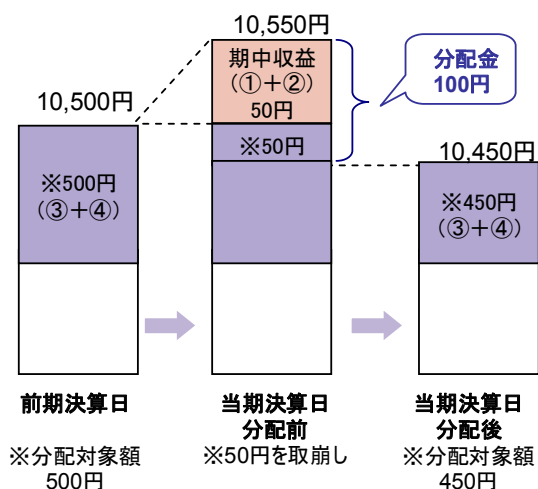 10,500円
※500円
(③+④)
前期決算日
※分配対象額
500円
10,550円
期中収益
(①+②)
50円
※50円
分配金
100円
当期決算日
分配前
※50円を取崩し
10,450円
※450円
(③+④)
当期決算日
分配後
※分配対象額
450円